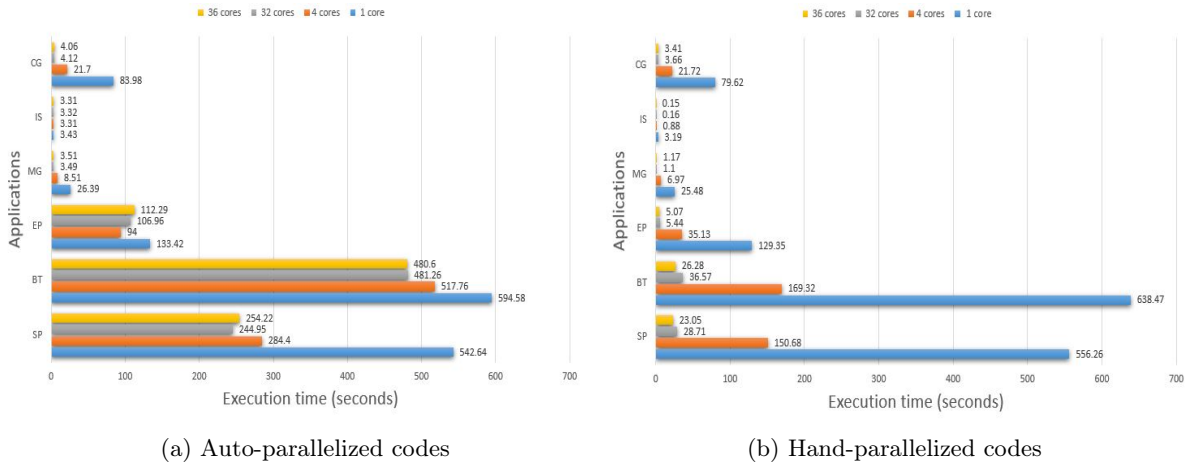 36 cores 32 cores 4 cores 1 core
Applications
CG
4.06
4.12
21.7
83.98
IS
3.31
3.32
3.31
3.43
MG
3.51
3.49
8.51
26.39
EP
112.29
106.96
94
133.42
BT
480.6
481.26
517.76
594.58
SP
254.22
244.95
284.4
542.64
0 100 200 300 400 500 600 700
Execution time (seconds)
(a) Auto-parallelized codes
36 cores 32 cores 4 cores 1 core
Applications
CG
3.41
3.66
21.72
79.62
IS
0.15
0.16
0.88
3.19
MG
1.17
1.1
6.97
25.48
EP
5.07
5.44
35.13
129.35
BT
26.28
36.57
169.32
638.47
SP
23.05
28.71
150.68
556.26
0 100 200 300 400 500 600 700
Execution time (seconds)
(b) Hand-parallelized codes